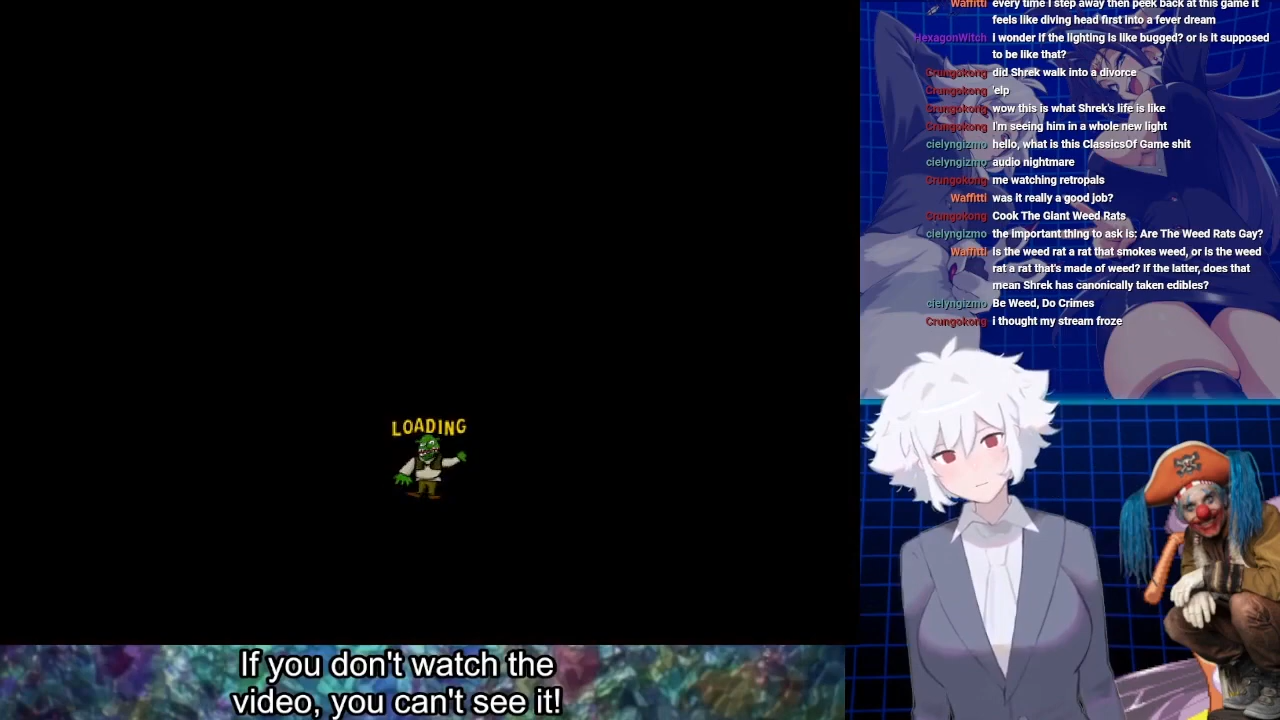 Waffitti every time I step away then peek back at this game it
feels like diving head first into a fever dream
HexagonWitch I wonder if the lighting is like bugged? or is it supposed
to be like that?
Crungokong did Shrek walk into a divorce
Crungokong 'elp
Crungokong wow this is what Shrek's life is like
Crungokong I'm seeing him in a whole new light
cielyngizmo hello, what is this ClassicsOf Game shit
cielyngizmo audio nightmare
Crungokong me watching retropals
Waffitti was it really a good job?
Crungokong Cook The Giant Weed Rats
cielyngizmo the important thing to ask is: Are The Weed Rats Gay?
Waffitti Is the weed rat a rat that smokes weed, or is the weed
rat a rat that's made of weed? If the latter, does that
mean Shrek has canonically taken edibles?
cielyngizmo Be Weed, Do Crimes
Crungokong i thought my stream froze
LOADING
If you don't watch the
video, you can't see it!